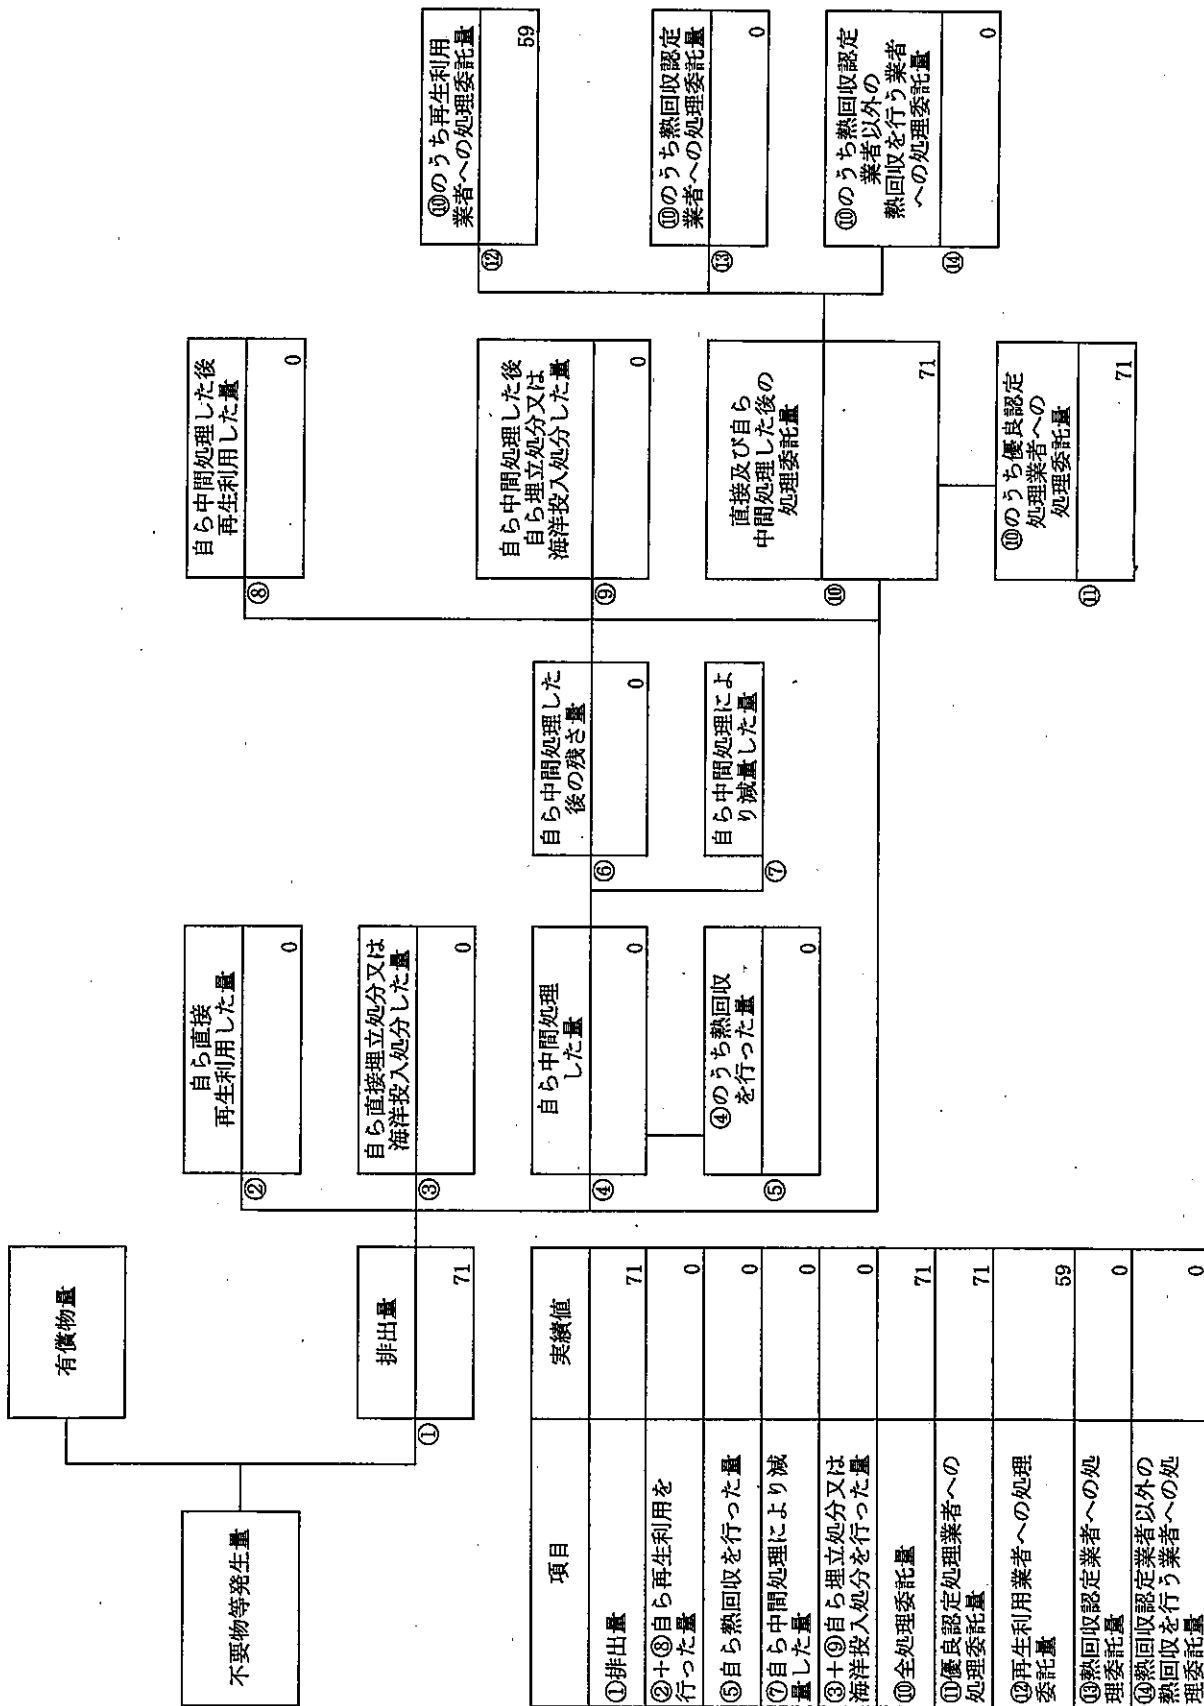 不要物等発生量
有償物量
①
排出量
71
②
自ら直接
再生利用した量
0
③
自ら直接埋立処分又は
海洋投入処分した量
0
④
自ら中間処理
した量
0
⑤
④のうち熱回収
を行った量
0
⑥
自ら中間処理した
後の残さ量
0
⑦
自ら中間処理によ
り減量した量
⑧
自ら中間処理した後
再生利用した量
0
⑨
自ら中間処理した後
自ら埋立処分又は
海洋投入処分した量
0
⑩
直接及び自ら
中間処理した後の
処理委託量
71
⑪
⑩のうち優良認定
処理業者への
処理委託量
71
⑫
⑩のうち再生利用
業者への処理委託量
59
⑬
⑩のうち熱回収認定
業者への処理委託量
0
⑭
⑩のうち熱回収認定
業者以外の
熱回収を行う業者
への処理委託量
0
項目 実績値
①排出量 71
②+⑧自ら再生利用を
行った量 0
⑤自ら熱回収を行った量 0
⑦自ら中間処理により減
量した量 0
③+⑨自ら埋立処分又は
海洋投入処分を行った量 0
⑩全処理委託量 71
⑪優良認定処理業者への
処理委託量 71
⑫再生利用業者への処理
委託量 59
⑬熱回収認定業者への処
理委託量 0
⑭熱回収認定業者以外の
熱回収を行う業者への処
理委託量 0